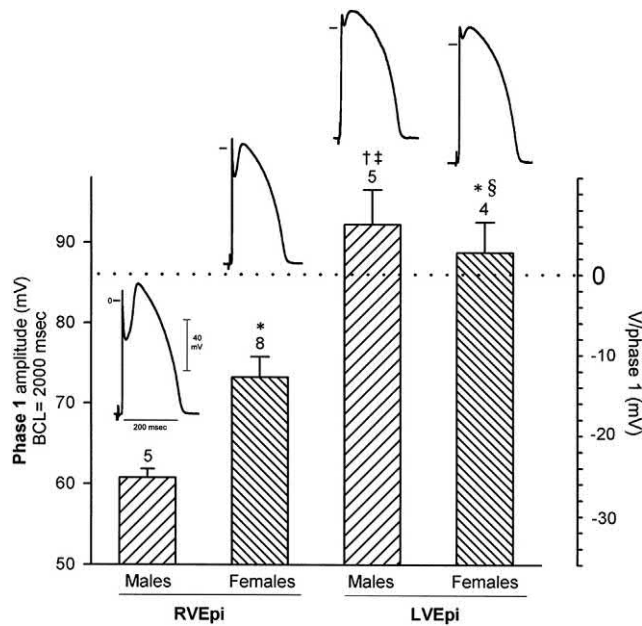 †‡
5
* §
4
90
80
70
60
50
Phase 1 amplitude (mV)
BCL= 2000 msec
0
-10
-20
-30
V/phase 1 (mV)
0
40
mV
200 msec
5
*
8
Males
Females
Males
Females
RVEpi
LVEpi